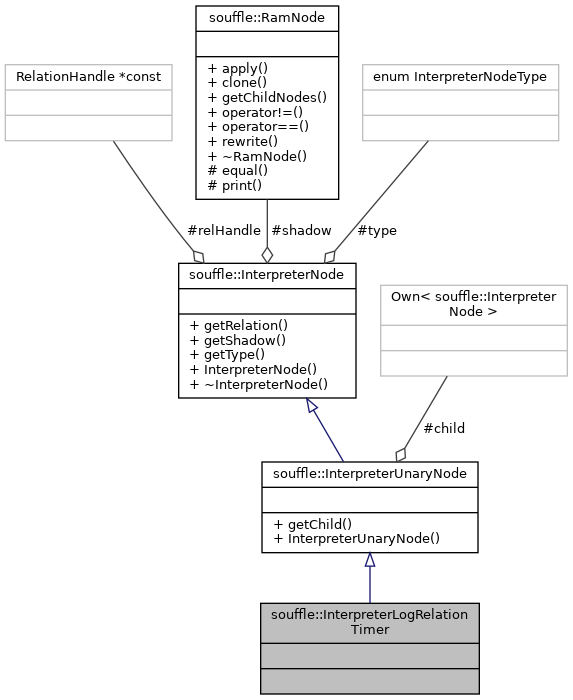 souffle::RamNode
+ apply()
+ clone()
+ getChildNodes()
+ operator!=()
+ operator==()
+ rewrite()
+ ~RamNode()
# equal()
# print()
RelationHandle *const
enum InterpreterNodeType
#relHandle
#shadow
#type
souffle::InterpreterNode
+ getRelation()
+ getShadow()
+ getType()
+ InterpreterNode()
+ ~InterpreterNode()
Own< souffle::Interpreter
Node >
#child
souffle::InterpreterUnaryNode
+ getChild()
+ InterpreterUnaryNode()
souffle::InterpreterLogRelation
Timer